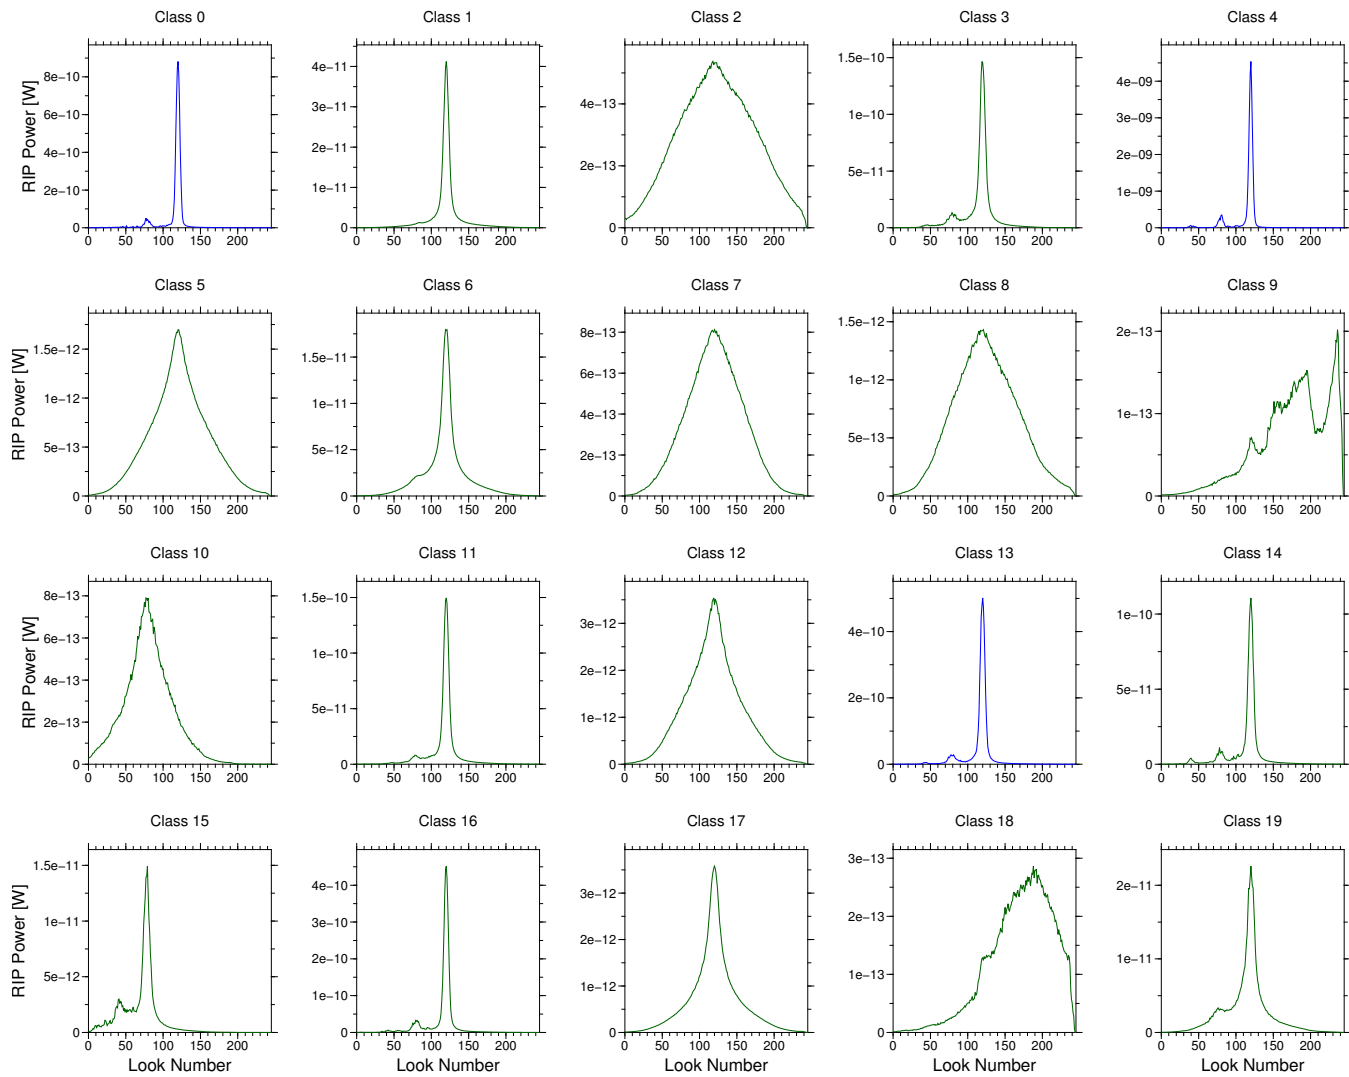 Class 0 Class 1 Class 2 Class 3 Class 4
RIP Power [W]
8e−10 6e−10 4e−10 2e−10 0
4e−11 3e−11 2e−11 1e−11 0
4e−13 2e−13 0
1.5e−10 1e−10 5e−11 0
4e−09 3e−09 2e−09 1e−09 0
0 50 100 150 200 0 50 100 150 200 0 50 100 150 200 0 50 100 150 200 0 50 100 150 200
Class 5 Class 6 Class 7 Class 8 Class 9
RIP Power [W]
1.5e−12 1e−12 5e−13 0
1.5e−11 1e−11 5e−12 0
8e−13 6e−13 4e−13 2e−13 0
1.5e−12 1e−12 5e−13 0
2e−13 1e−13 0
0 50 100 150 200 0 50 100 150 200 0 50 100 150 200 0 50 100 150 200 0 50 100 150 200
Class 10 Class 11 Class 12 Class 13 Class 14
RIP Power [W]
8e−13 6e−13 4e−13 2e−13 0
1.5e−10 1e−10 5e−11 0
3e−12 2e−12 1e−12 0
4e−10 2e−10 0
1e−10 5e−11 0
0 50 100 150 200 0 50 100 150 200 0 50 100 150 200 0 50 100 150 200 0 50 100 150 200
Class 15 Class 16 Class 17 Class 18 Class 19
RIP Power [W]
1.5e−11 1e−11 5e−12 0
4e−10 3e−10 2e−10 1e−10 0
3e−12 2e−12 1e−12 0
3e−13 2e−13 1e−13 0
2e−11 1e−11 0
0 50 100 150 200 0 50 100 150 200 0 50 100 150 200 0 50 100 150 200 0 50 100 150 200
Look Number Look Number Look Number Look Number Look Number